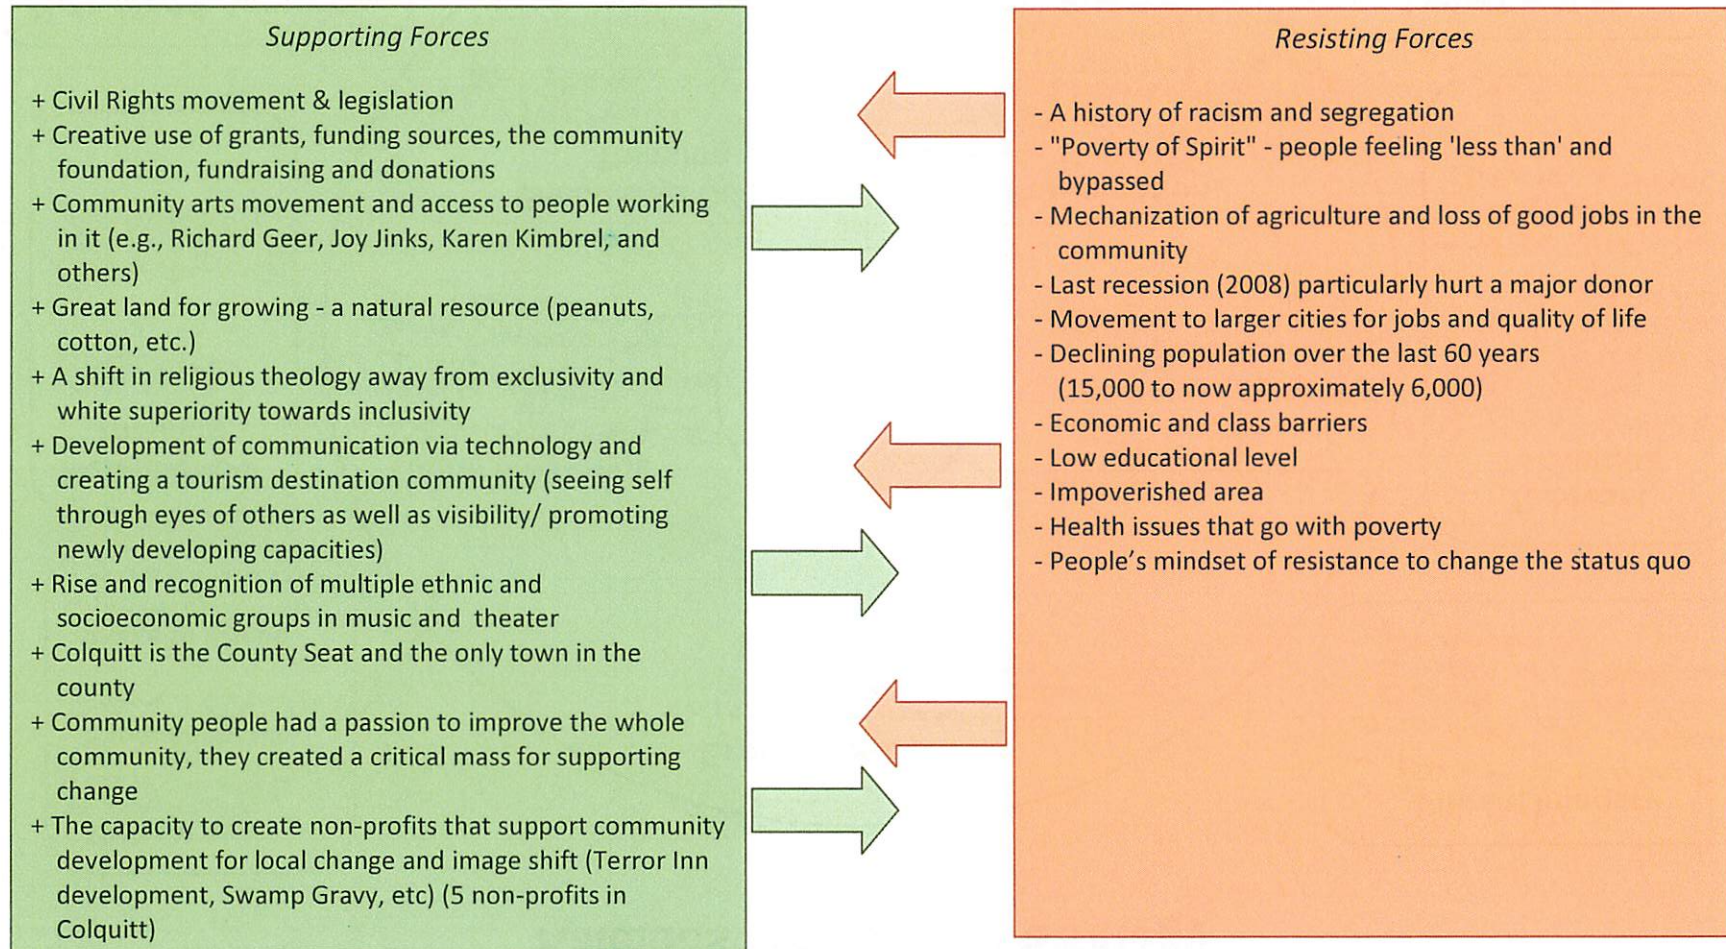 Supporting Forces
+ Civil Rights movement & legislation
+ Creative use of grants, funding sources, the community
foundation, fundraising and donations
+ Community arts movement and access to people working
in it (e.g., Richard Geer, Joy Jinks, Karen Kimbrel, and
others)
+ Great land for growing - a natural resource (peanuts,
cotton, etc.)
+ A shift in religious theology away from exclusivity and
white superiority towards inclusivity
+ Development of communication via technology and
creating a tourism destination community (seeing self
through eyes of others as well as visibility/ promoting
newly developing capacities)
+ Rise and recognition of multiple ethnic and
socioeconomic groups in music and theater
+ Colquitt is the County Seat and the only town in the
county
+ Community people had a passion to improve the whole
community, they created a critical mass for supporting
change
+ The capacity to create non-profits that support community
development for local change and image shift (Terror Inn
development, Swamp Gravy, etc) (5 non-profits in
Colquitt)
Resisting Forces
- A history of racism and segregation
- "Poverty of Spirit" - people feeling 'less than' and
bypassed
- Mechanization of agriculture and loss of good jobs in the
community
- Last recession (2008) particularly hurt a major donor
- Movement to larger cities for jobs and quality of life
- Declining population over the last 60 years
(15,000 to now approximately 6,000)
- Economic and class barriers
- Low educational level
- Impoverished area
- Health issues that go with poverty
- People’s mindset of resistance to change the status quo